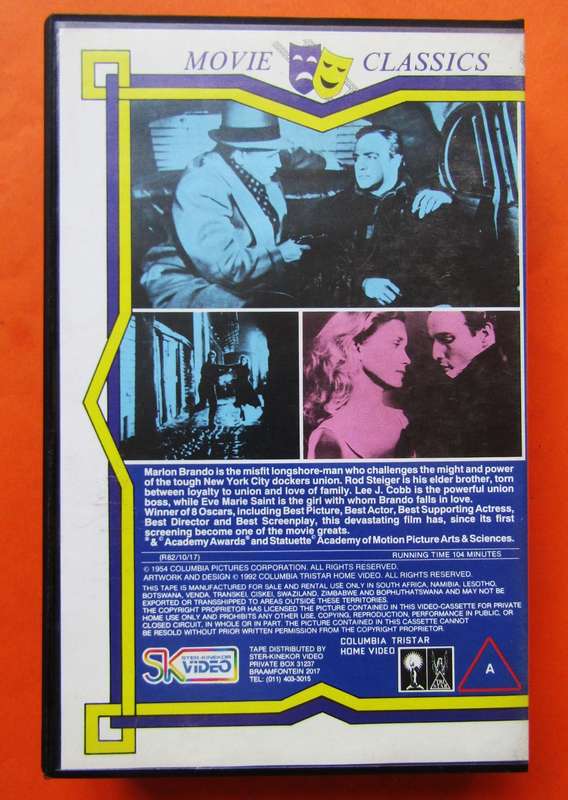 MOVIE CLASSICS
Marlon Brando is the misfit longshore-man who challenges the might and power
of the tough New York City dockers union. Rod Steiger is his elder brother, torn
between loyalty to union and love of family. Lee J. Cobb is the powerful union
boss, while Eve Marie Saint is the girl with whom Brando falls in love.
Winner of 8 Oscars, including Best Picture, Best Actor, Best Supporting Actress,
Best Director and Best Screenplay, this devastating film has, since its first
screening become one of the movie greats.
"® & © Academy Awards" and Statuette" Academy of Motion Picture Arts & Sciences.
(R82/10/17) RUNNING TIME 104 MINUTES
© 1954 COLUMBIA PICTURES CORPORATION. ALL RIGHTS RESERVED.
ARTWORK AND DESIGN © 1992 COLUMBIA TRISTAR HOME VIDEO. ALL RIGHTS RESERVED.
THIS TAPE IS MANUFACTURED FOR SALE AND RENTAL USE ONLY IN SOUTH AFRICA, NAMIBIA, LESOTHO,
BOTSWANA, VENDA, TRANSKEI, CISKEI, SWAZILAND, ZIMBABWE AND BOPHUTHATSWANA AND MAY NOT BE
EXPORTED OR TRANSSHIPPED TO AREAS OUTSIDE THESE TERRITORIES.
THE COPYRIGHT PROPRIETOR HAS LICENSED THE PICTURE CONTAINED IN THIS VIDEO-CASSETTE FOR PRIVATE
HOME USE ONLY AND PROHIBITS ANY OTHER USE, COPYING, REPRODUCTION, PERFORMANCE IN PUBLIC, OR
CLOSED CIRCUIT, IN WHOLE OR IN PART. THE PICTURE CONTAINED IN THIS CASSETTE CANNOT
BE RESOLD WITHOUT PRIOR WRITTEN PERMISSION FROM THE COPYRIGHT PROPRIETOR.
SK STER-KINEKOR VIDEO
TAPE DISTRIBUTED BY
STER-KINEKOR VIDEO
PRIVATE BOX 31237
BRAAMFONTEIN 2017
TEL: (011) 403-3015
COLUMBIA TRISTAR
HOME VIDEO
A